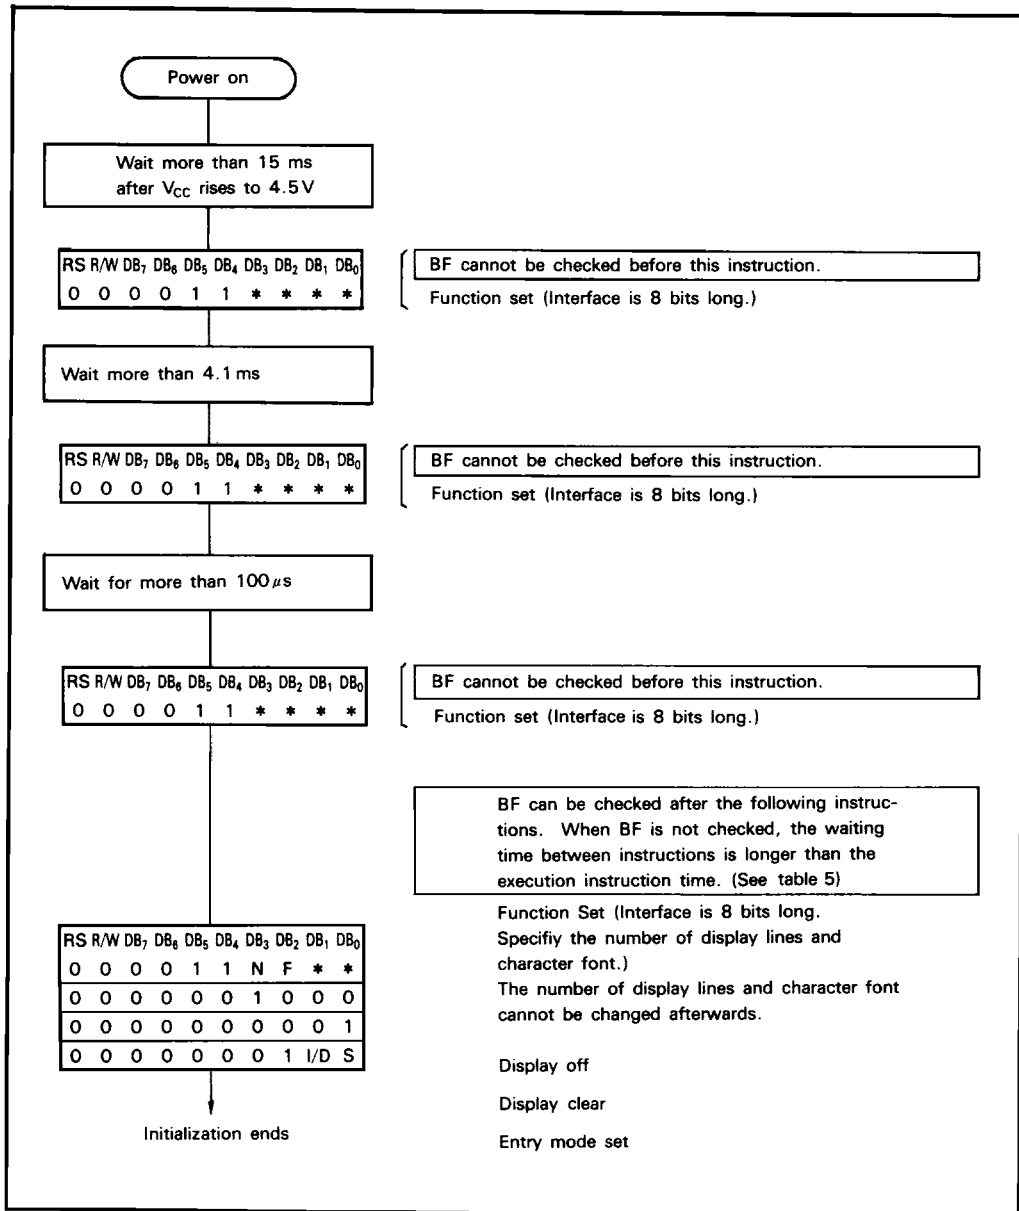 Power on
Wait more than 15 ms
after VCC rises to 4.5V
RS R/W DB7 DB6 DB5 DB4 DB3 DB2 DB1 DB0
0 0 0 0 1 1 * * * *
BF cannot be checked before this instruction.
Function set (Interface is 8 bits long.)
Wait more than 4.1 ms
RS R/W DB7 DB6 DB5 DB4 DB3 DB2 DB1 DB0
0 0 0 0 1 1 * * * *
BF cannot be checked before this instruction.
Function set (Interface is 8 bits long.)
Wait for more than 100 μs
RS R/W DB7 DB6 DB5 DB4 DB3 DB2 DB1 DB0
0 0 0 0 1 1 * * * *
BF cannot be checked before this instruction.
Function set (Interface is 8 bits long.)
BF can be checked after the following instruc-
tions. When BF is not checked, the waiting
time between instructions is longer than the
execution instruction time. (See table 5)
RS R/W DB7 DB6 DB5 DB4 DB3 DB2 DB1 DB0
0 0 0 0 1 1 N F * *
0 0 0 0 0 0 1 0 0 0
0 0 0 0 0 0 0 0 0 1
0 0 0 0 0 0 0 1 I/D S
Function Set (Interface is 8 bits long.
Specifiy the number of display lines and
character font.)
The number of display lines and character font
cannot be changed afterwards.
Display off
Display clear
Entry mode set
Initialization ends